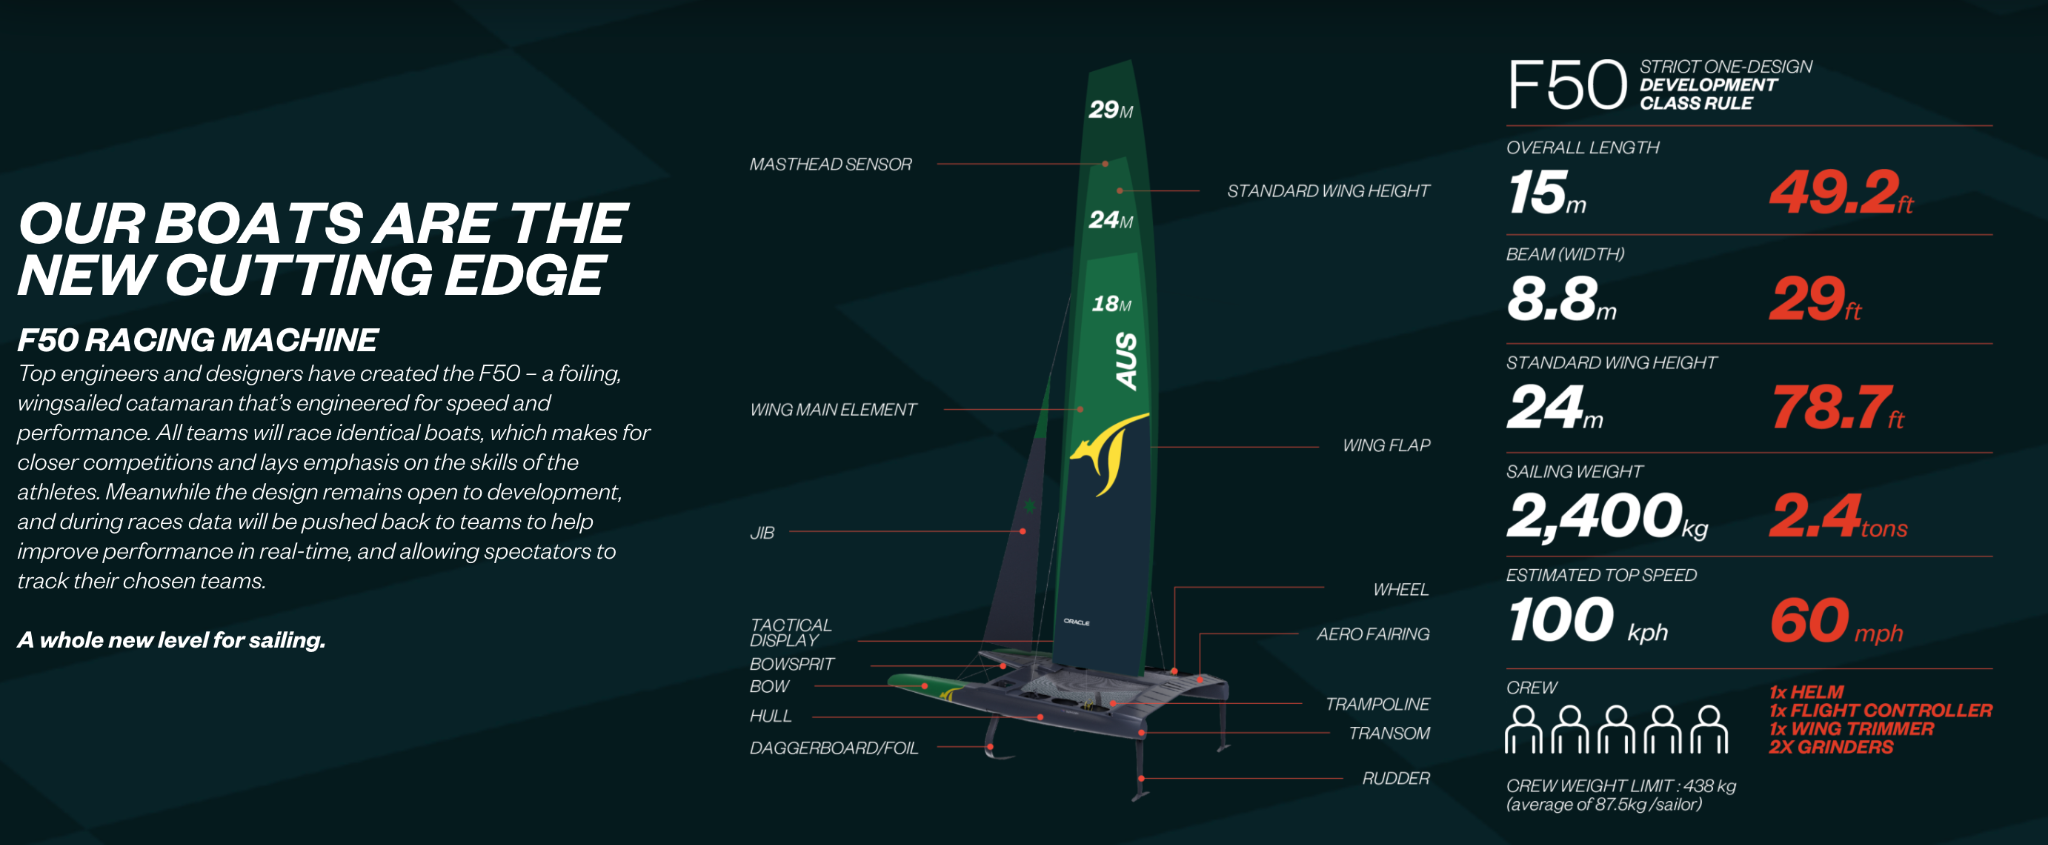 OUR BOATS ARE THE
NEW CUTTING EDGE
F50 RACING MACHINE
Top engineers and designers have created the F50 – a foiling,
wingsailed catamaran that's engineered for speed and
performance. All teams will race identical boats, which makes for
closer competitions and lays emphasis on the skills of the
athletes. Meanwhile the design remains open to development,
and during races data will be pushed back to teams to help
improve performance in real-time, and allowing spectators to
track their chosen teams.
A whole new level for sailing.
29M
MASTHEAD SENSOR
STANDARD WING HEIGHT
24M
18M
AUS
WING MAIN ELEMENT
WING FLAP
JIB
WHEEL
ORACLE
TACTICAL
DISPLAY
AERO FAIRING
BOWSPRIT
BOW
TRAMPOLINE
HULL
TRANSOM
DAGGERBOARD/FOIL
RUDDER
F50
STRICT ONE-DESIGN
DEVELOPMENT
CLASS RULE
OVERALL LENGTH
15m 49.2ft
BEAM (WIDTH)
8.8m 29ft
STANDARD WING HEIGHT
24m 78.7ft
SAILING WEIGHT
2,400kg 2.4tons
ESTIMATED TOP SPEED
100 kph 60 mph
CREW
1x HELM
1x FLIGHT CONTROLLER
1x WING TRIMMER
2X GRINDERS
CREW WEIGHT LIMIT : 438 kg
(average of 87.5kg /sailor)